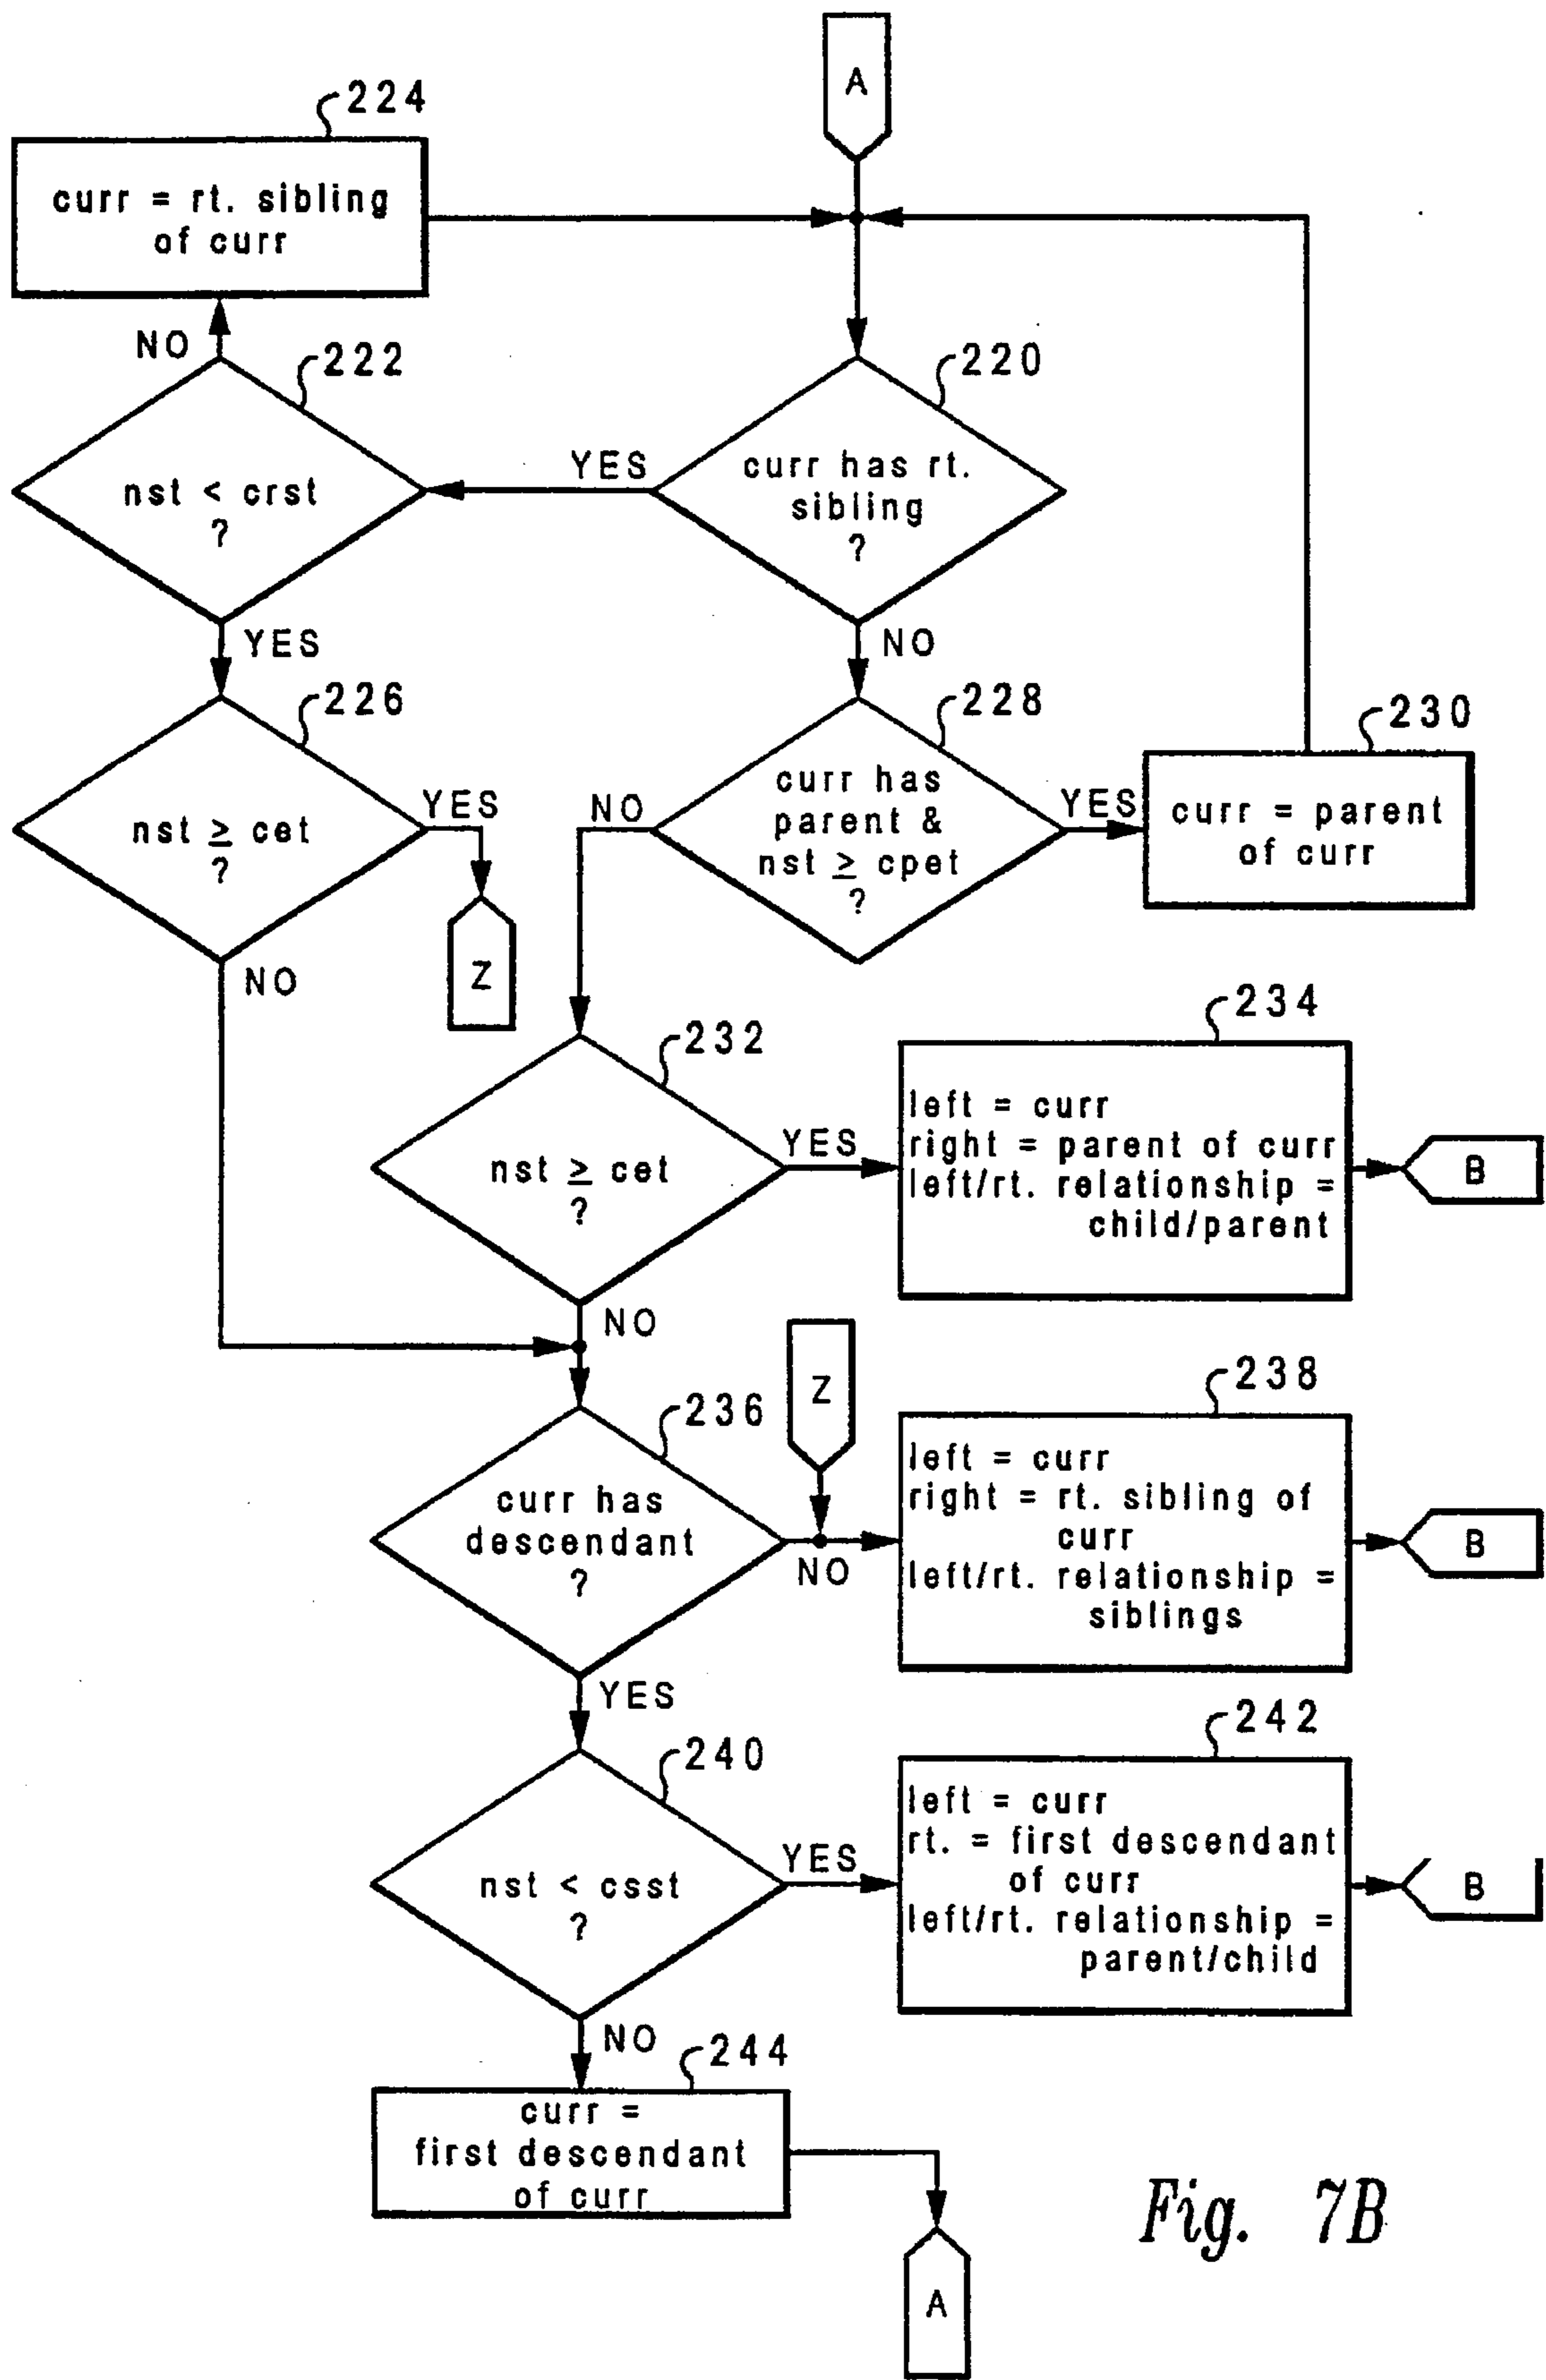 A
224
curr = rt. sibling
of curr
NO
222
220
nst < crst
?
YES
curr has rt.
sibling
?
YES
NO
226
228
230
nst ≥ cet
?
YES
Z
NO
NO
curr has
parent &
nst ≥ cpet
?
YES
curr = parent
of curr
232
234
nst ≥ cet
?
YES
left = curr
right = parent of curr
left/rt. relationship =
child/parent
B
NO
Z
236
238
curr has
descendant
?
NO
left = curr
right = rt. sibling of
curr
left/rt. relationship =
siblings
B
YES
240
242
nst < csst
?
YES
left = curr
rt. = first descendant
of curr
left/rt. relationship =
parent/child
B
NO
244
curr =
first descendant
of curr
A
Fig. 7B